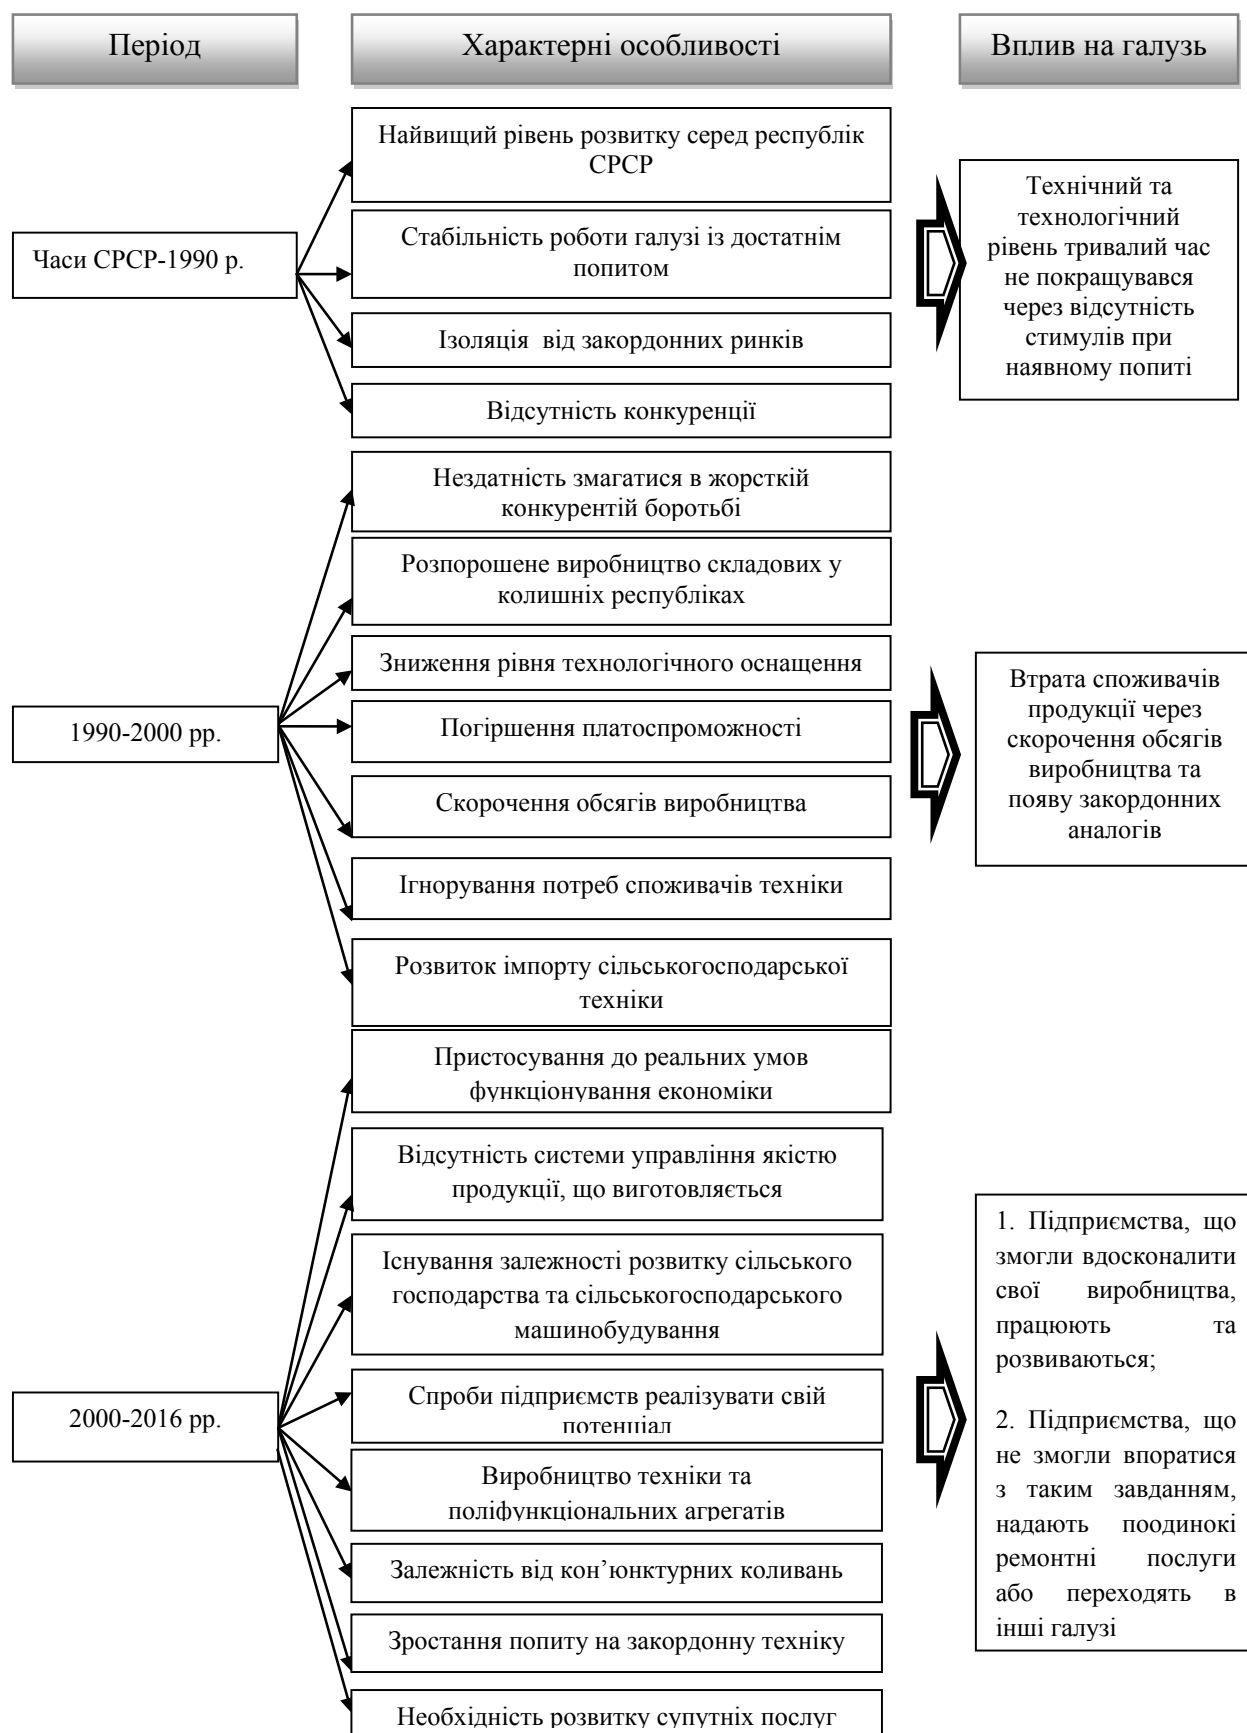 Період
Характерні особливості
Вплив на галузь
Часи СРСР-1990 р.
Найвищий рівень розвитку серед республік
СРСР
Стабільність роботи галузі із достатнім
попитом
Ізоляція від закордонних ринків
Відсутність конкуренції
Технічний та
технологічний
рівень тривалий час
не покращувався
через відсутність
стимулів при
наявному попиті
1990-2000 рр.
Нездатність змагатися в жорсткій
конкурентій боротьбі
Розпорошене виробництво складових у
колишніх республіках
Зниження рівня технологічного оснащення
Погіршення платоспроможності
Скорочення обсягів виробництва
Ігнорування потреб споживачів техніки
Розвиток імпорту сільськогосподарської
техніки
Втрата споживачів
продукції через
скорочення обсягів
виробництва та
появу закордонних
аналогів
2000-2016 рр.
Пристосування до реальних умов
функціонування економіки
Відсутність системи управління якістю
продукції, що виготовляється
Існування залежності розвитку сільського
господарства та сільськогосподарського
машинобудування
Спроби підприємств реалізувати свій
потенціал
Виробництво техніки та
поліфункціональних агрегатів
Залежність від кон’юнктурних коливань
Зростання попиту на закордонну техніку
Необхідність розвитку супутніх послуг
1. Підприємства, що
змогли вдосконалити
свої виробництва,
працюють та
розвиваються;
2. Підприємства, що
не змогли впоратися
з таким завданням,
надають поодинокі
ремонтні послуги
або переходять в
інші галузі